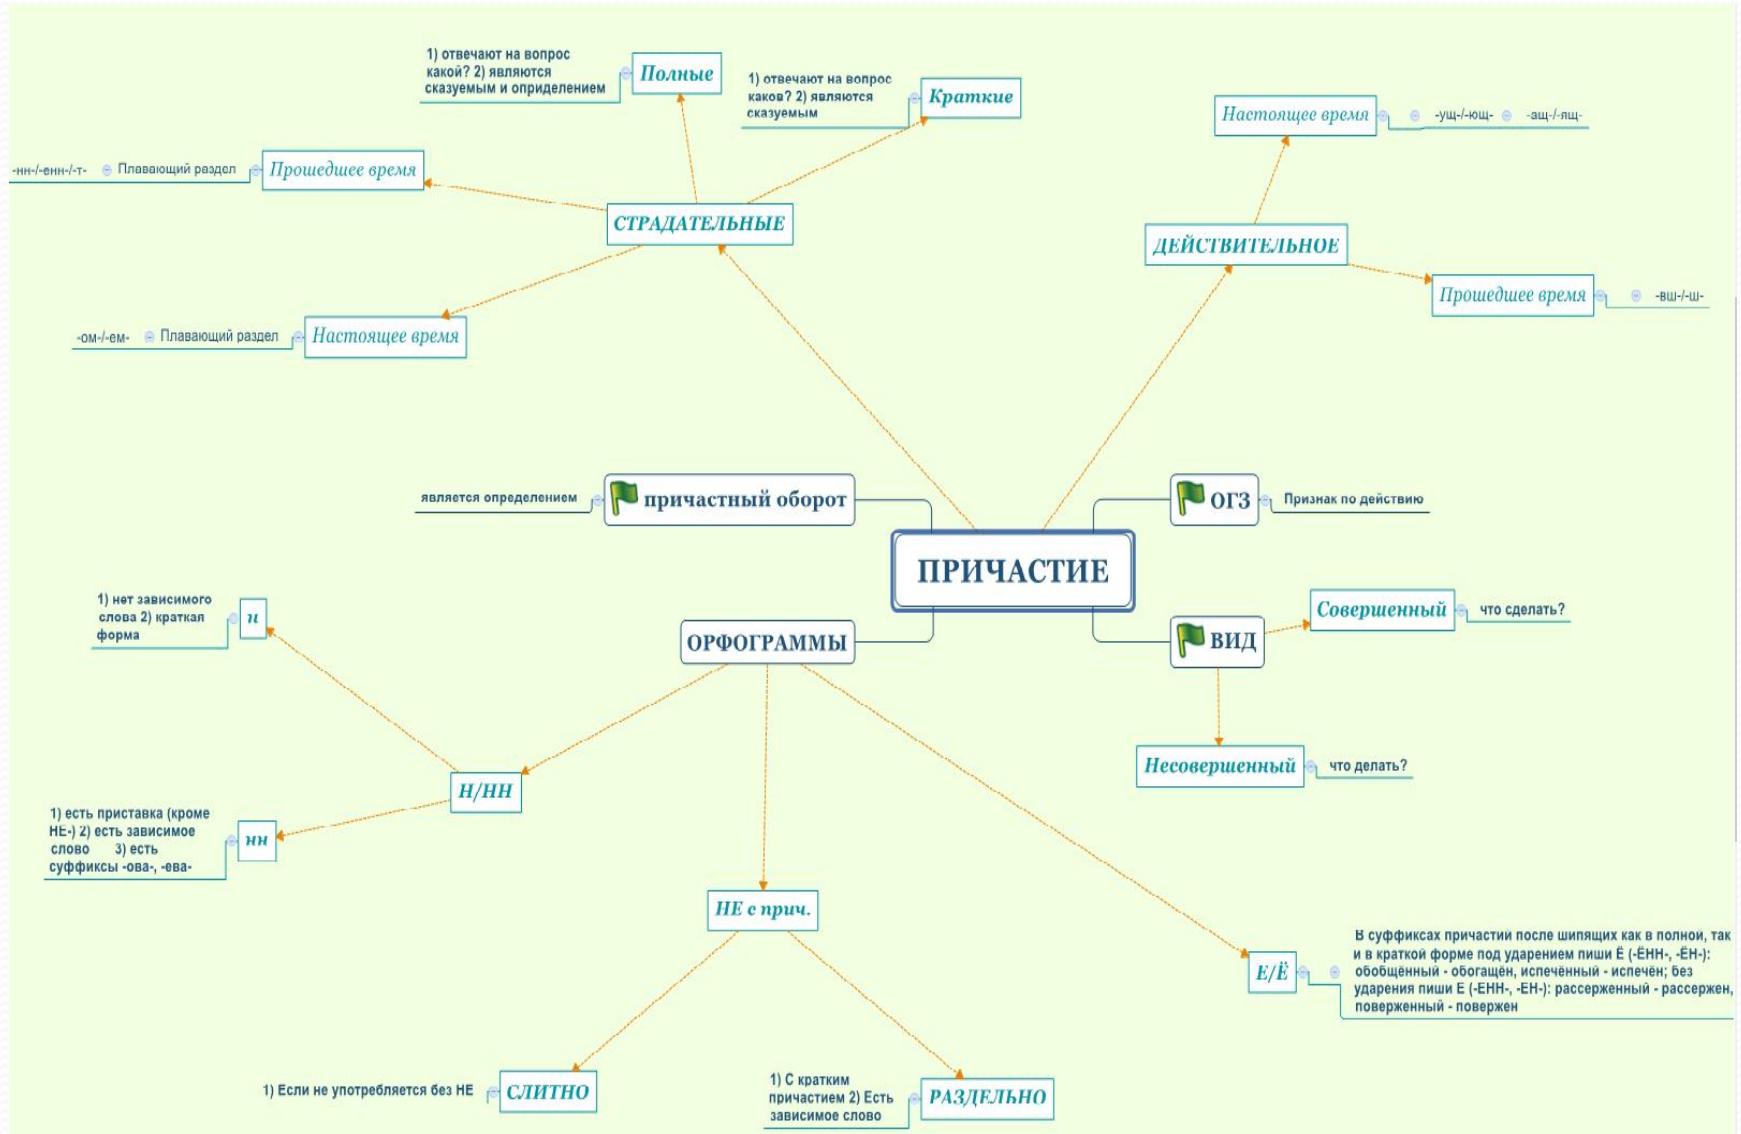 1) отвечают на вопрос
какой? 2) являются
сказуемым и оприделением
Полные
1) отвечают на вопрос
каков? 2) являются
сказуемым
Краткие
Настоящее время
-ущ-/-ющ-
-ащ-/-ящ-
-нн-/-енн-/-т-
Плавающий раздел
Прошедшее время
СТРАДАТЕЛЬНЫЕ
ДЕЙСТВИТЕЛЬНОЕ
Прошедшее время
-вш-/-ш-
-ом-/-ем-
Плавающий раздел
Настоящее время
является определением
причастный оборот
ОГЗ
Признак по действию
ПРИЧАСТИЕ
1) нет зависимого
слова 2) краткая
форма
н
ОРФОГРАММЫ
ВИД
Совершенный
что сделать?
Несовершенный
что делать?
Н/НН
1) есть приставка (кроме
НЕ-) 2) есть зависимое
слово 3) есть
суффиксы -ова-, -ева-
нн
НЕ с прич.
Е/Ё
В суффиксах причастий после шипящих как в полной, так
и в краткой форме под ударением пиши Ё (-ЁНН-, -ЁН-):
обобщённый - обогащён, испечённый - испечён; без
ударения пиши Е (-ЕНН-, -ЕН-): рассерженный - рассержен,
поверженный - повержен
1) Если не употребляется без НЕ
СЛИТНО
1) С кратким
причастием 2) Есть
зависимое слово
РАЗДЕЛЬНО